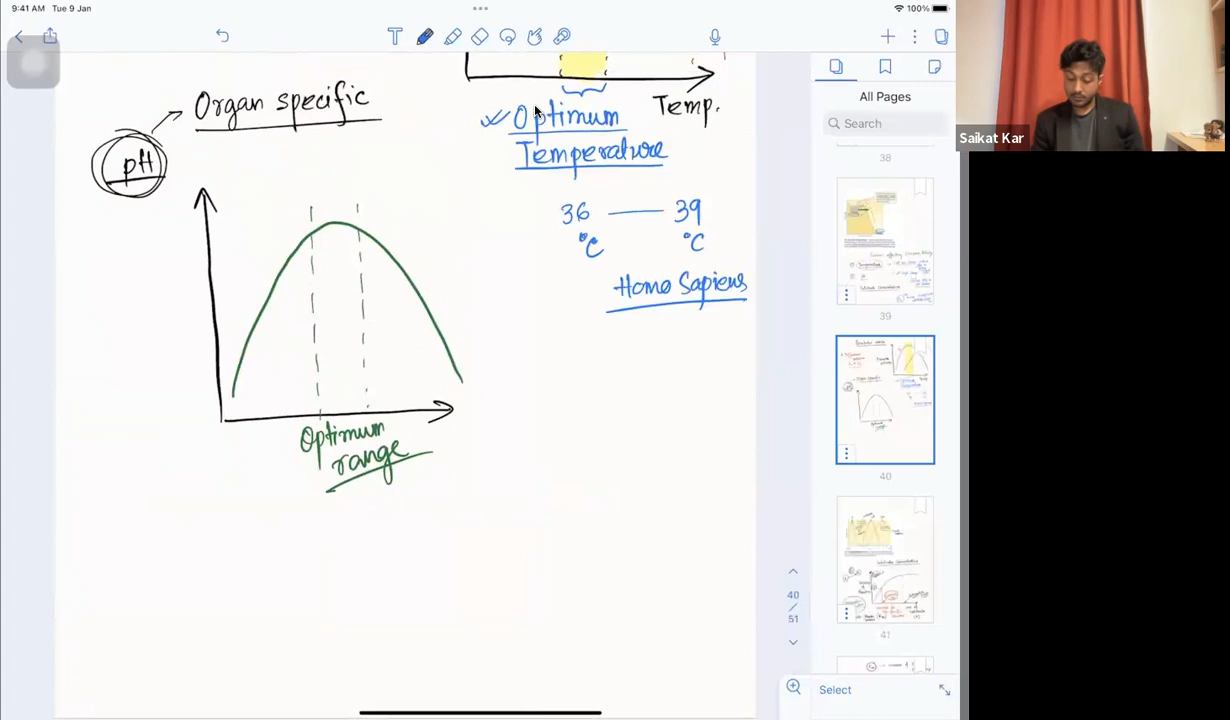 9:41 AM Tue 9 Jan
100%
Organ specific
pH
Temp.
Optimum
Temperature
36 — 39
°C °C
Homo Sapiens
Optimum
range
All Pages
Search
38
39
40
41
40
/
51
Select
Saikat Kar